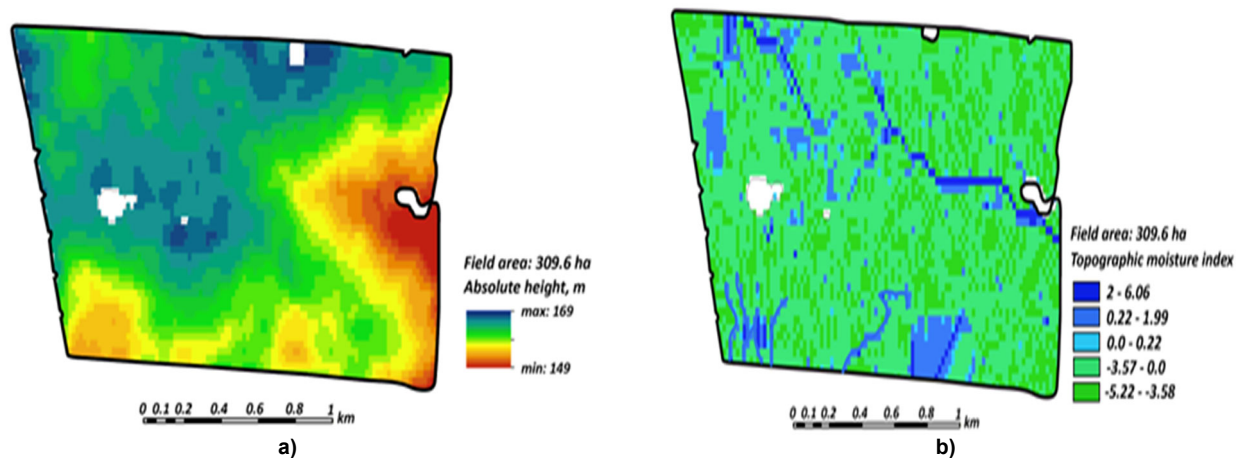 Field area: 309.6 ha
Absolute height, m
max: 169
min: 149
0 0.1 0.2 0.4 0.6 0.8 1 km
a)
Field area: 309.6 ha
Topographic moisture index
2 - 6.06
0.22 - 1.99
0.0 - 0.22
-3.57 - 0.0
-5.22 - -3.58
0 0.1 0.2 0.4 0.6 0.8 1 km
b)